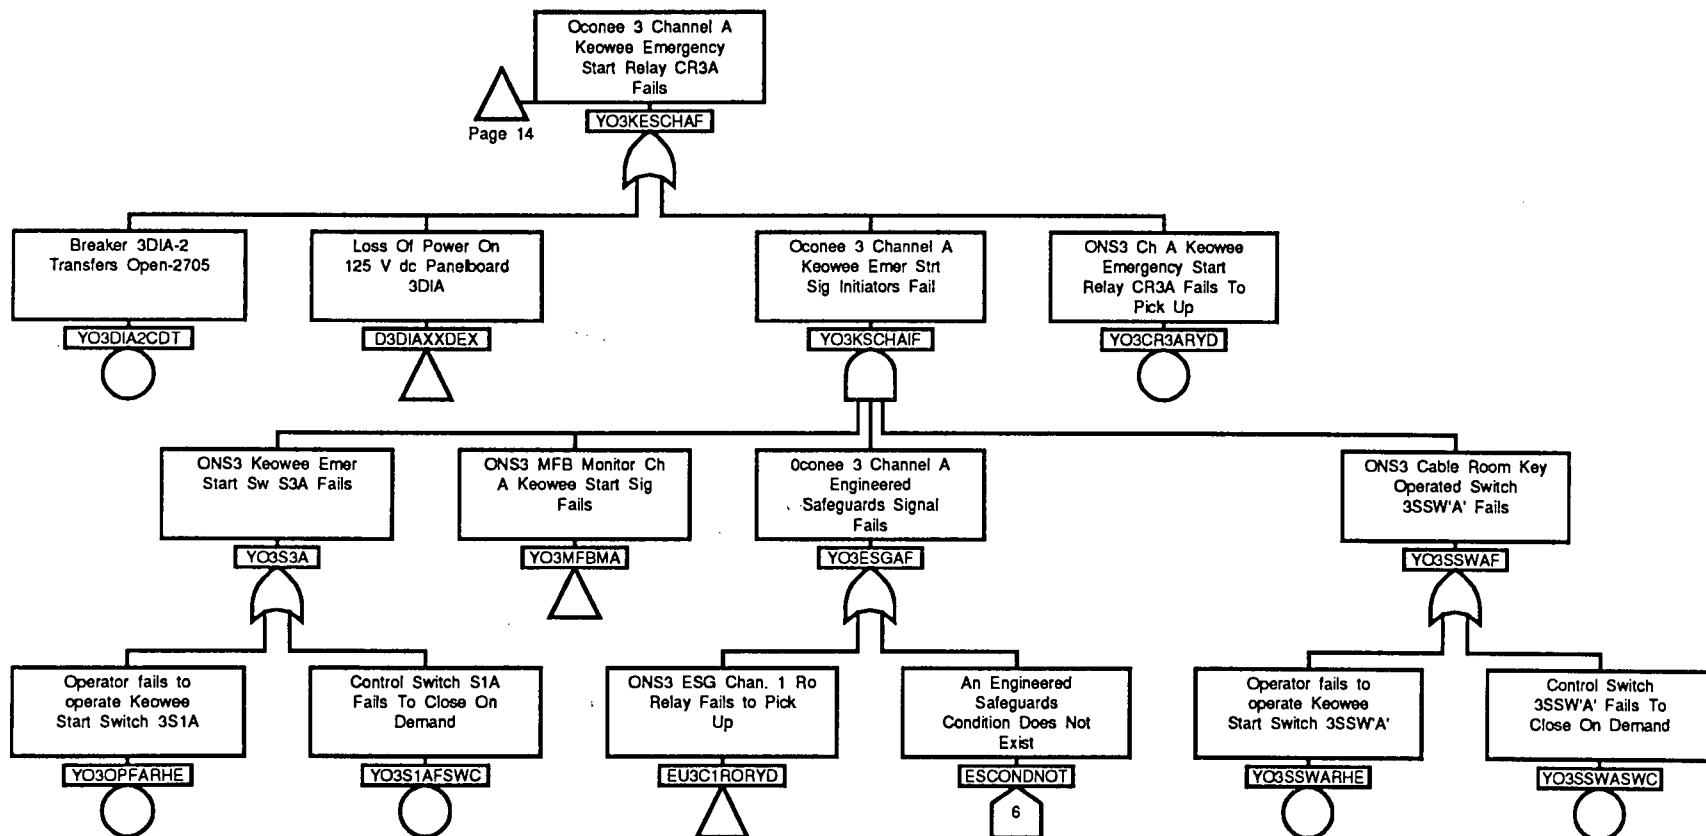 Oconee 3 Channel A
Keowee Emergency
Start Relay CR3A
Fails
Page 14
YO3KESCHAF
Breaker 3DIA-2
Transfers Open-2705
YO3DIA2CDT
Loss Of Power On
125 V dc Panelboard
3DIA
D3DIAXXDEX
Oconee 3 Channel A
Keowee Emer Strt
Sig Initiators Fail
YO3KSCHAIF
ONS3 Ch A Keowee
Emergency Start
Relay CR3A Fails To
Pick Up
YO3CR3ARYD
ONS3 Keowee Emer
Start Sw S3A Fails
YO3S3A
ONS3 MFB Monitor Ch
A Keowee Start Sig
Fails
YO3MFBMA
Oconee 3 Channel A
Engineered
Safeguards Signal
Fails
YO3ESGAF
ONS3 Cable Room Key
Operated Switch
3SSW'A' Fails
YO3SSWAF
Operator fails to
operate Keowee
Start Switch 3S1A
YO3OPFARHE
Control Switch S1A
Fails To Close On
Demand
YO3S1AFSWC
ONS3 ESG Chan. 1 Ro
Relay Fails to Pick
Up
EU3C1RORYD
An Engineered
Safeguards
Condition Does Not
Exist
ESCONDNOT
6
Operator fails to
operate Keowee
Start Switch 3SSW'A'
YO3SSWARHE
Control Switch
3SSW'A' Fails To
Close On Demand
YO3SSWASWC